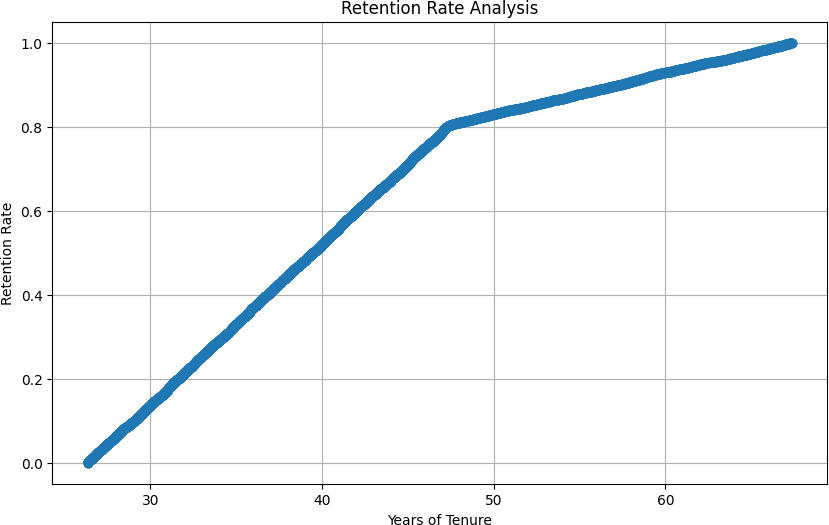 Retention Rate Analysis
1.0
0.8
0.6
0.4
0.2
0.0
Retention Rate
30 40 50 60
Years of Tenure